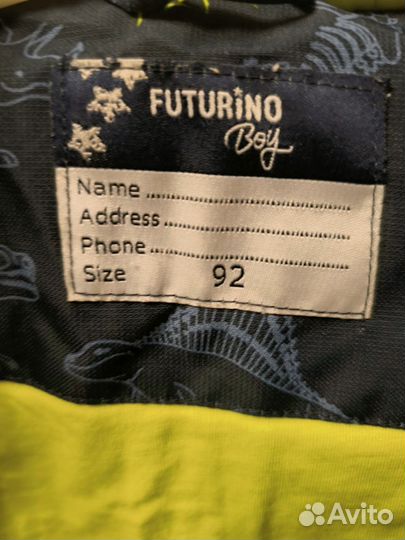 FUTURiNO
Boy
Name
Address
Phone
Size 92
Avito